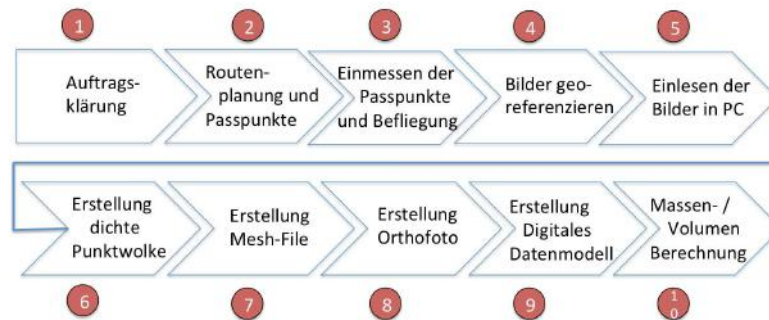 1
Auftrags-
klärung
2
Routen-
planung und
Passpunkte
3
Einmessen der
Passpunkte
und Befliegung
4
Bilder geo-
referenzieren
5
Einlesen der
Bilder in PC
Erstellung
dichte
Punktwolke
6
Erstellung
Mesh-File
7
Erstellung
Orthofoto
8
Erstellung
Digitales
Datenmodell
9
Massen- /
Volumen
Berechnung
1
0